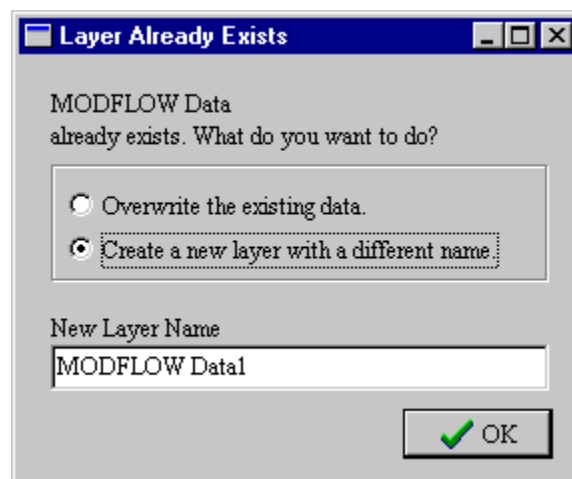 Layer Already Exists
MODFLOW Data
already exists. What do you want to do?
Overwrite the existing data.
Create a new layer with a different name.
New Layer Name
MODFLOW Data1
OK